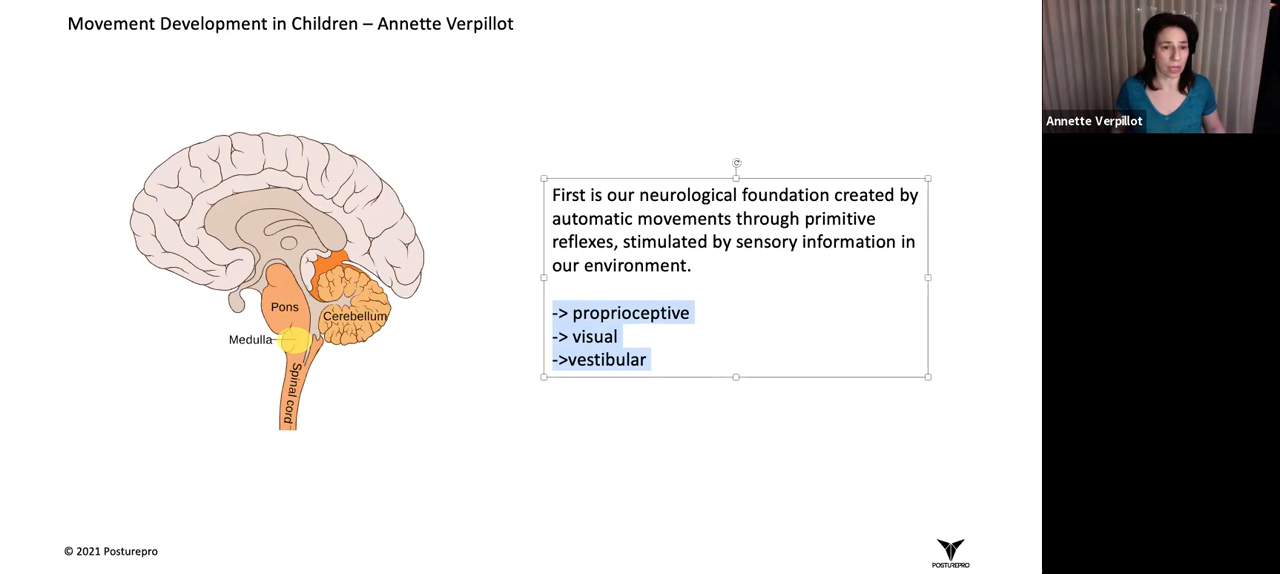 Movement Development in Children – Annette Verpillot
Annette Verpillot
First is our neurological foundation created by
automatic movements through primitive
reflexes, stimulated by sensory information in
our environment.
-> proprioceptive
-> visual
->vestibular
Pons
Cerebellum
Medulla
Spinal cord
© 2021 Posturepro
POSTUREPRO